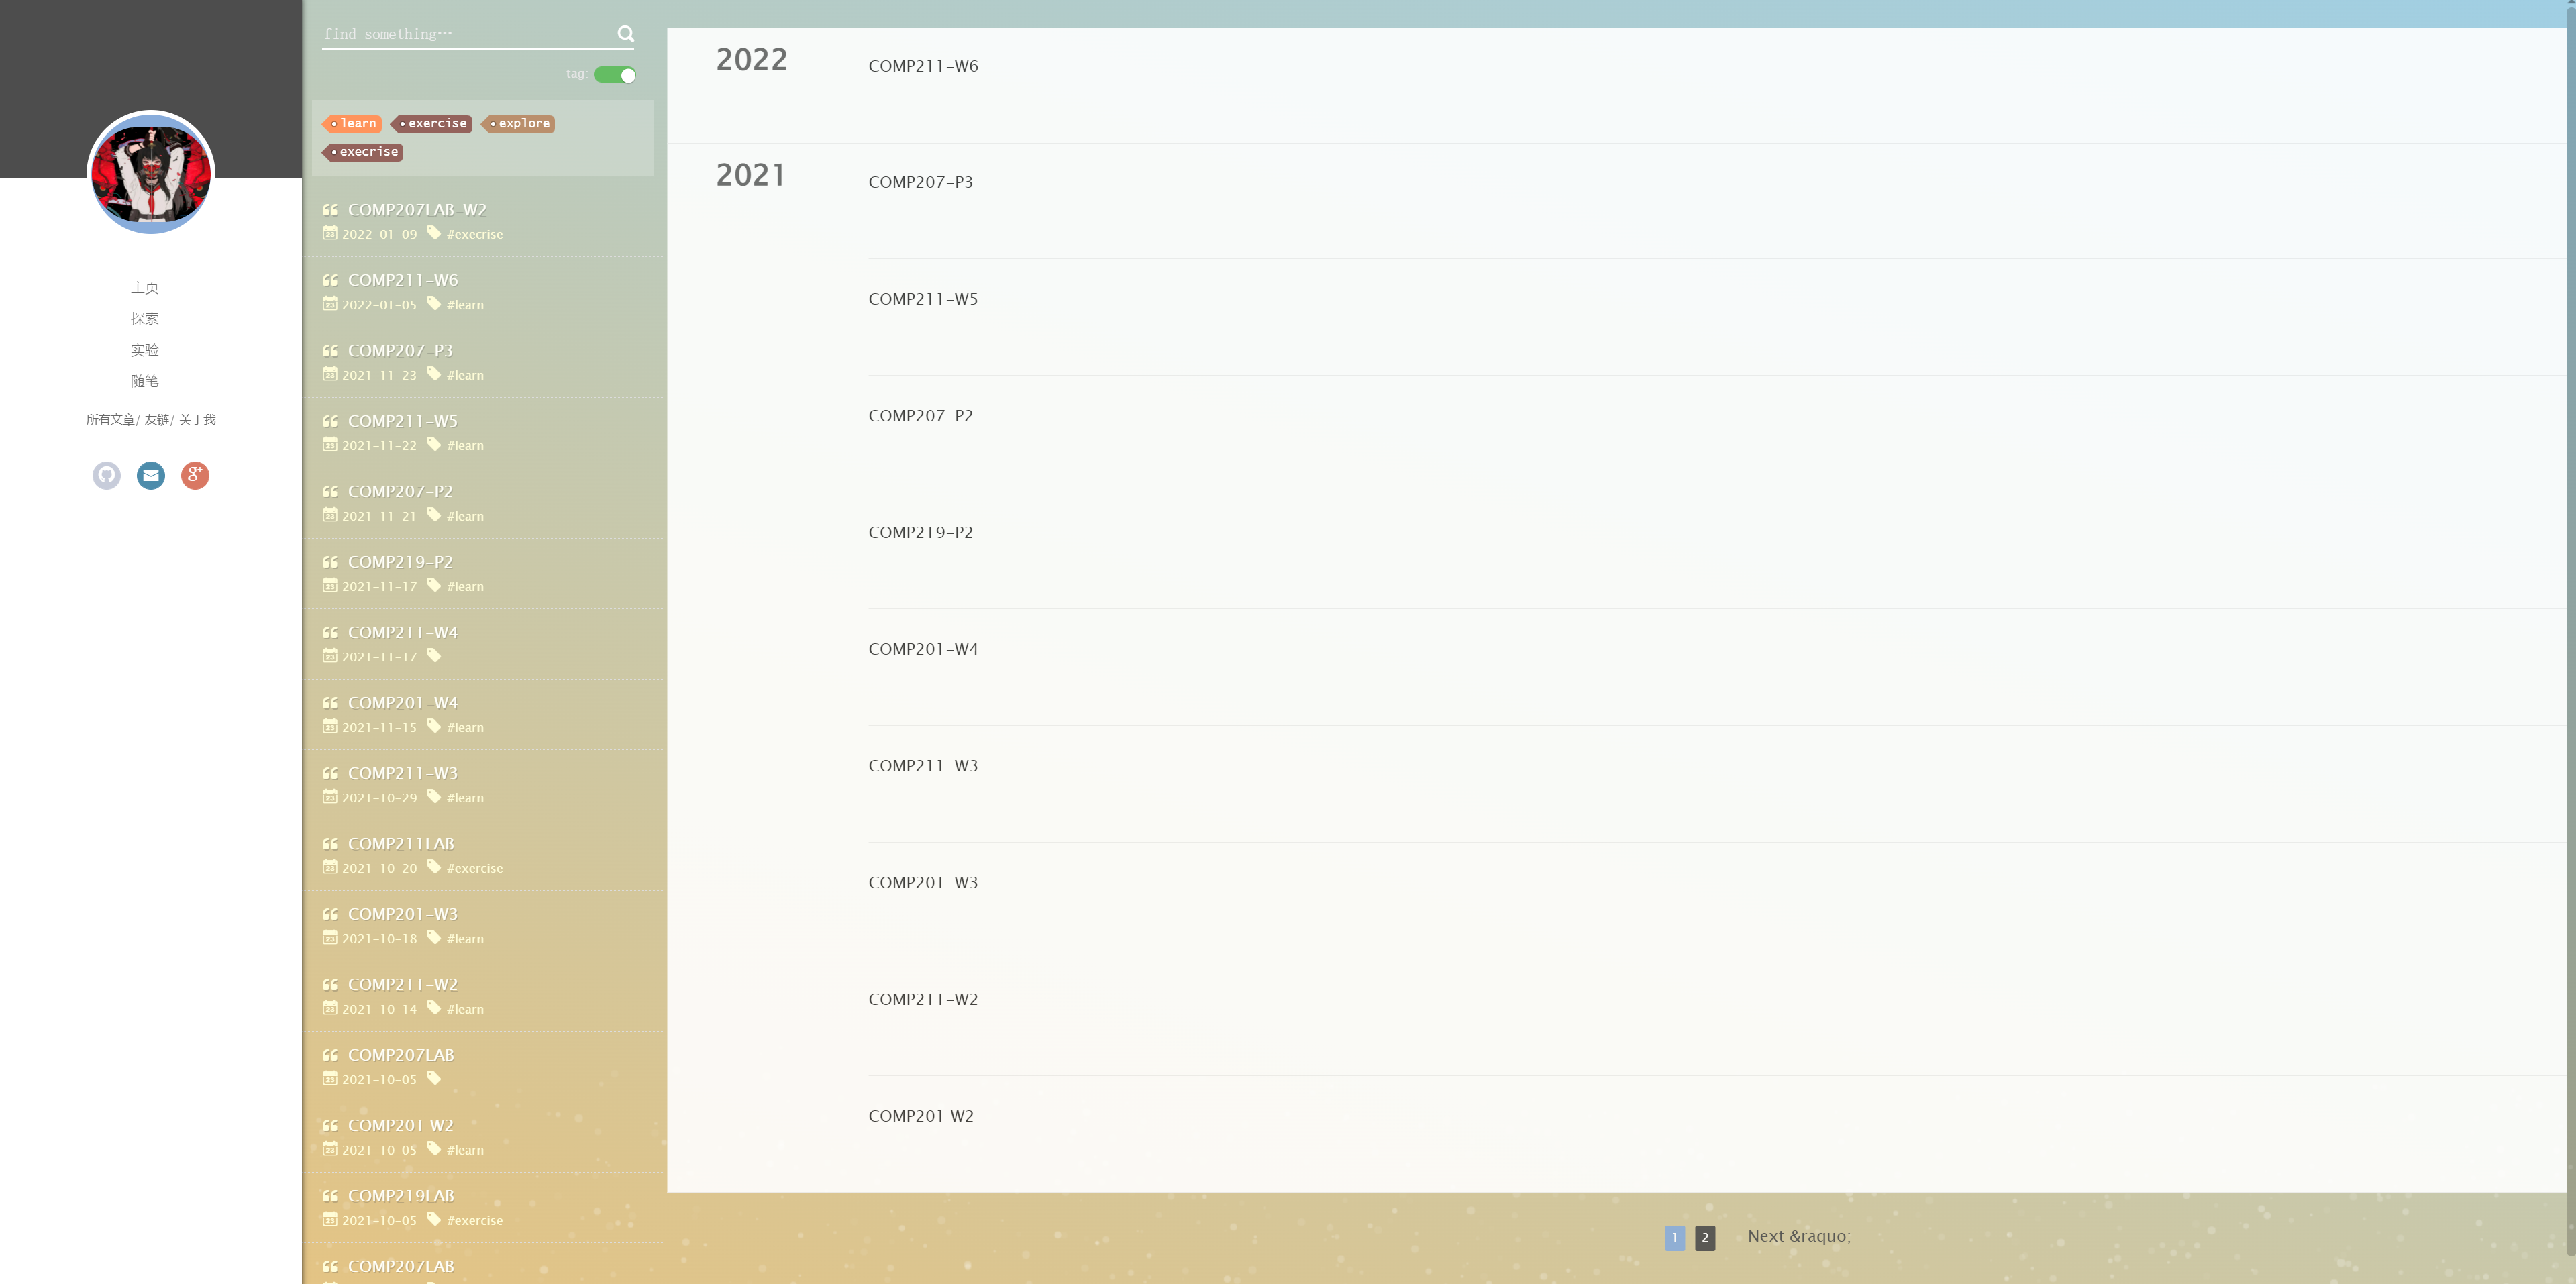 主页
探索
实验
随笔
所有文章/ 友链/ 关于我
find something…
tag:
learn exercise explore
execrise
COMP207LAB-W2
2022-01-09 #execrise
COMP211-W6
2022-01-05 #learn
COMP207-P3
2021-11-23 #learn
COMP211-W5
2021-11-22 #learn
COMP207-P2
2021-11-21 #learn
COMP219-P2
2021-11-17 #learn
COMP211-W4
2021-11-17
COMP201-W4
2021-11-15 #learn
COMP211-W3
2021-10-29 #learn
COMP211LAB
2021-10-20 #exercise
COMP201-W3
2021-10-18 #learn
COMP211-W2
2021-10-14 #learn
COMP207LAB
2021-10-05
COMP201 W2
2021-10-05 #learn
COMP219LAB
2021-10-05 #exercise
COMP207LAB
2022
COMP211-W6
2021
COMP207-P3
COMP211-W5
COMP207-P2
COMP219-P2
COMP201-W4
COMP211-W3
COMP201-W3
COMP211-W2
COMP201 W2
1 2 Next &raquo;